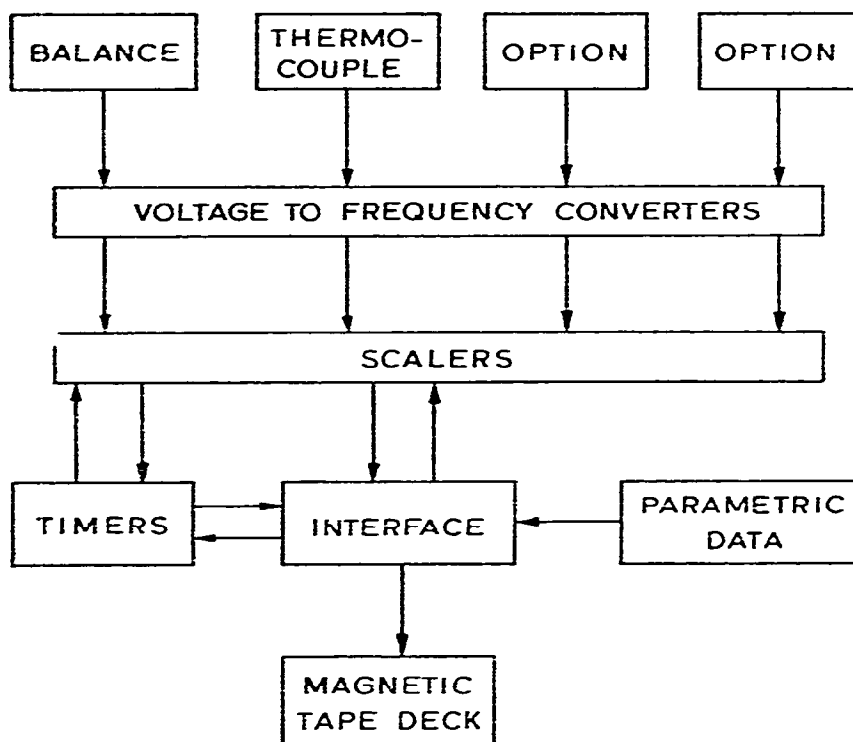 BALANCE
THERMO-
COUPLE
OPTION
OPTION
VOLTAGE TO FREQUENCY CONVERTERS
SCALERS
TIMERS
INTERFACE
PARAMETRIC
DATA
MAGNETIC
TAPE DECK